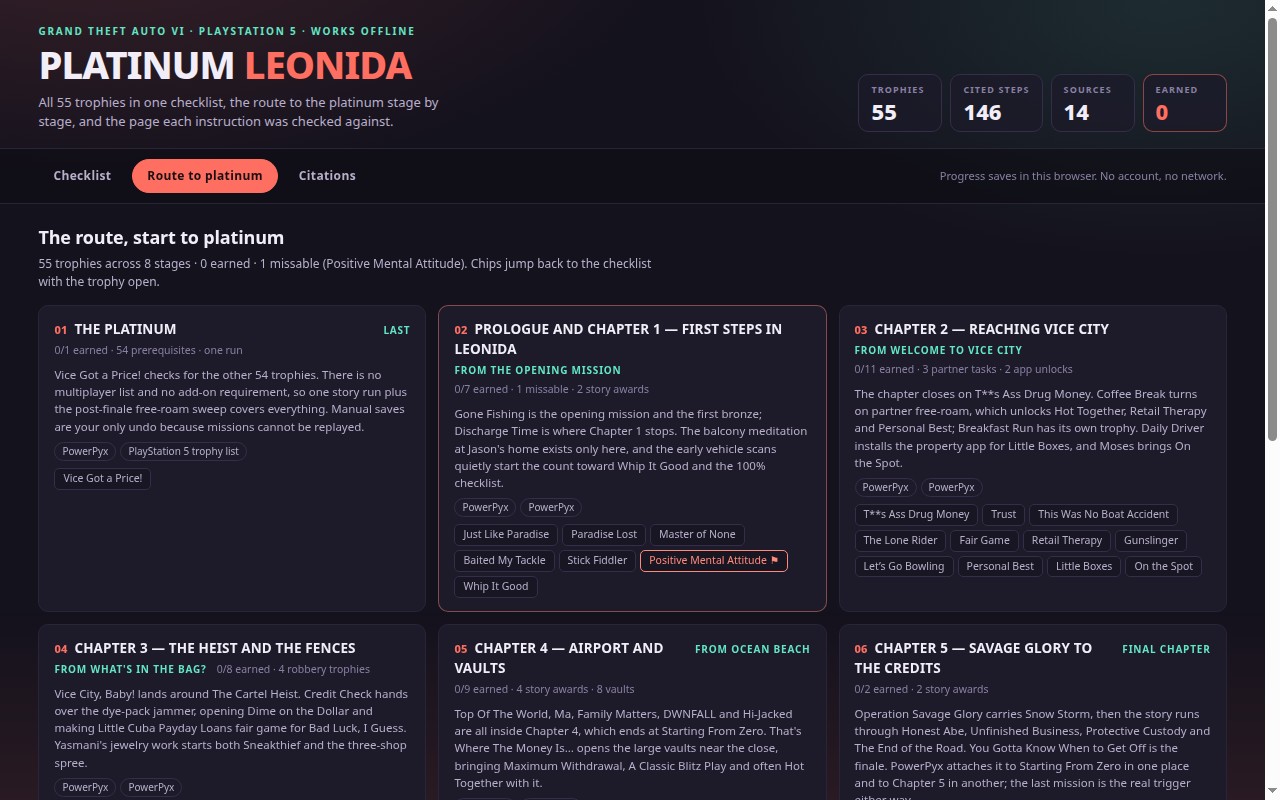 GRAND THEFT AUTO VI · PLAYSTATION 5 · WORKS OFFLINE
PLATINUM LEONIDA
All 55 trophies in one checklist, the route to the platinum stage by
stage, and the page each instruction was checked against.
TROPHIES
55
CITED STEPS
146
SOURCES
14
EARNED
0
Checklist
Route to platinum
Citations
Progress saves in this browser. No account, no network.
The route, start to platinum
55 trophies across 8 stages · 0 earned · 1 missable (Positive Mental Attitude). Chips jump back to the checklist
with the trophy open.
01 THE PLATINUM LAST
0/1 earned · 54 prerequisites · one run
Vice Got a Price! checks for the other 54 trophies. There is no
multiplayer list and no add-on requirement, so one story run plus
the post-finale free-roam sweep covers everything. Manual saves
are your only undo because missions cannot be replayed.
PowerPyx PlayStation 5 trophy list
Vice Got a Price!
02 PROLOGUE AND CHAPTER 1 — FIRST STEPS IN
LEONIDA
FROM THE OPENING MISSION
0/7 earned · 1 missable · 2 story awards
Gone Fishing is the opening mission and the first bronze;
Discharge Time is where Chapter 1 stops. The balcony meditation
at Jason's home exists only here, and the early vehicle scans
quietly start the count toward Whip It Good and the 100%
checklist.
PowerPyx PowerPyx
Just Like Paradise Paradise Lost Master of None
Baited My Tackle Stick Fiddler Positive Mental Attitude ⚑
Whip It Good
03 CHAPTER 2 — REACHING VICE CITY
FROM WELCOME TO VICE CITY
0/11 earned · 3 partner tasks · 2 app unlocks
The chapter closes on T**s Ass Drug Money. Coffee Break turns
on partner free-roam, which unlocks Hot Together, Retail Therapy
and Personal Best; Breakfast Run has its own trophy. Daily Driver
installs the property app for Little Boxes, and Moses brings On
the Spot.
PowerPyx PowerPyx
T**s Ass Drug Money Trust This Was No Boat Accident
The Lone Rider Fair Game Retail Therapy Gunslinger
Let's Go Bowling Personal Best Little Boxes On the Spot
04 CHAPTER 3 — THE HEIST AND THE FENCES
FROM WHAT'S IN THE BAG? 0/8 earned · 4 robbery trophies
Vice City, Baby! lands around The Cartel Heist. Credit Check hands
over the dye-pack jammer, opening Dime on the Dollar and
making Little Cuba Payday Loans fair game for Bad Luck, I Guess.
Yasmani's jewelry work starts both Sneakthief and the three-shop
spree.
PowerPyx PowerPyx
05 CHAPTER 4 — AIRPORT AND
VAULTS
FROM OCEAN BEACH
0/9 earned · 4 story awards · 8 vaults
Top Of The World, Ma, Family Matters, DWNFALL and Hi-Jacked
are all inside Chapter 4, which ends at Starting From Zero. That's
Where The Money Is... opens the large vaults near the close,
bringing Maximum Withdrawal, A Classic Blitz Play and often Hot
Together with it.
06 CHAPTER 5 — SAVAGE GLORY TO
THE CREDITS
FINAL CHAPTER
0/2 earned · 2 story awards
Operation Savage Glory carries Snow Storm, then the story runs
through Honest Abe, Unfinished Business, Protective Custody and
The End of the Road. You Gotta Know When to Get Off is the
finale. PowerPyx attaches it to Starting From Zero in one place
and to Chapter 5 in another; the last mission is the real trigger
either way.